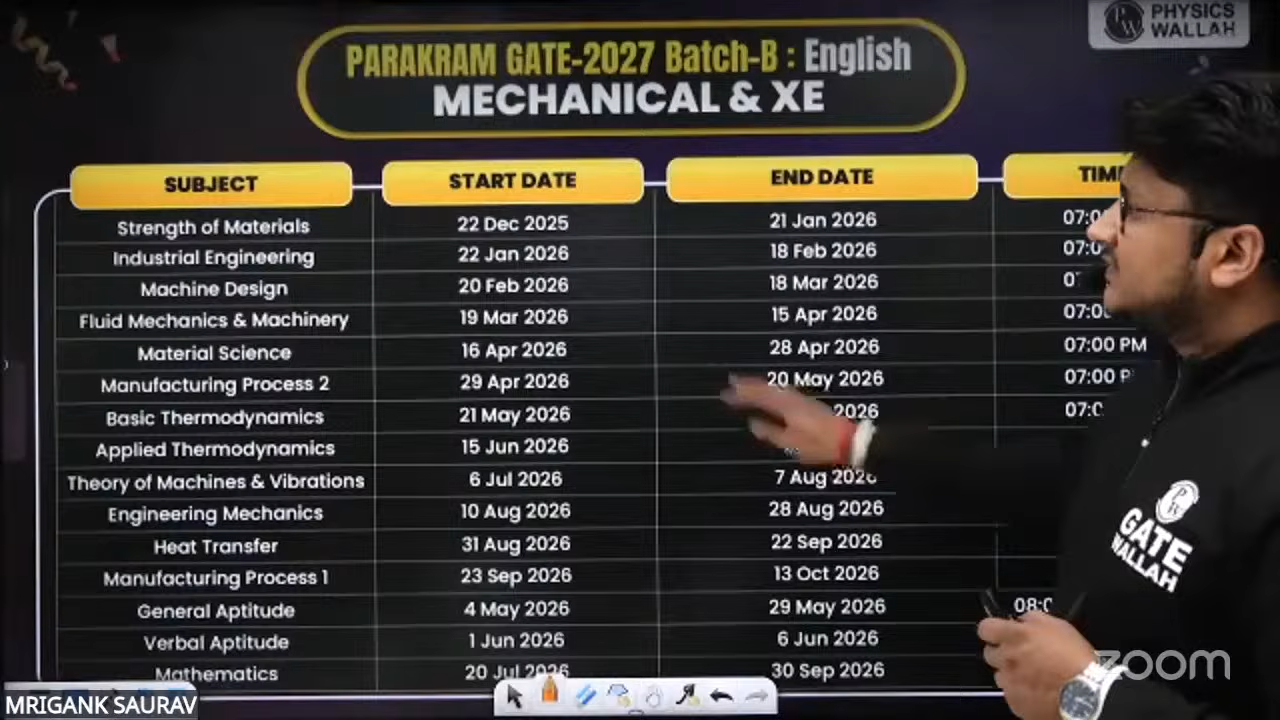 PHYSICS
WALLAH
PARAKRAM GATE-2027 Batch-B : English
MECHANICAL & XE
SUBJECT START DATE END DATE
Strength of Materials 22 Dec 2025 21 Jan 2026
Industrial Engineering 22 Jan 2026 18 Feb 2026
Machine Design 20 Feb 2026 18 Mar 2026
Fluid Mechanics & Machinery 19 Mar 2026 15 Apr 2026
Material Science 16 Apr 2026 28 Apr 2026 07:00 PM
Manufacturing Process 2 29 Apr 2026 20 May 2026 07:00
Basic Thermodynamics 21 May 2026 2026
Applied Thermodynamics 15 Jun 2026
Theory of Machines & Vibrations 6 Jul 2026 7 Aug 2026
Engineering Mechanics 10 Aug 2026 28 Aug 2026
Heat Transfer 31 Aug 2026 22 Sep 2026
Manufacturing Process 1 23 Sep 2026 13 Oct 2026
General Aptitude 4 May 2026 29 May 2026
Verbal Aptitude 1 Jun 2026 6 Jun 2026
Mathematics 20 Jul 2026 30 Sep 2026
GATE
WALLAH
zoom
MRIGANK SAURAV